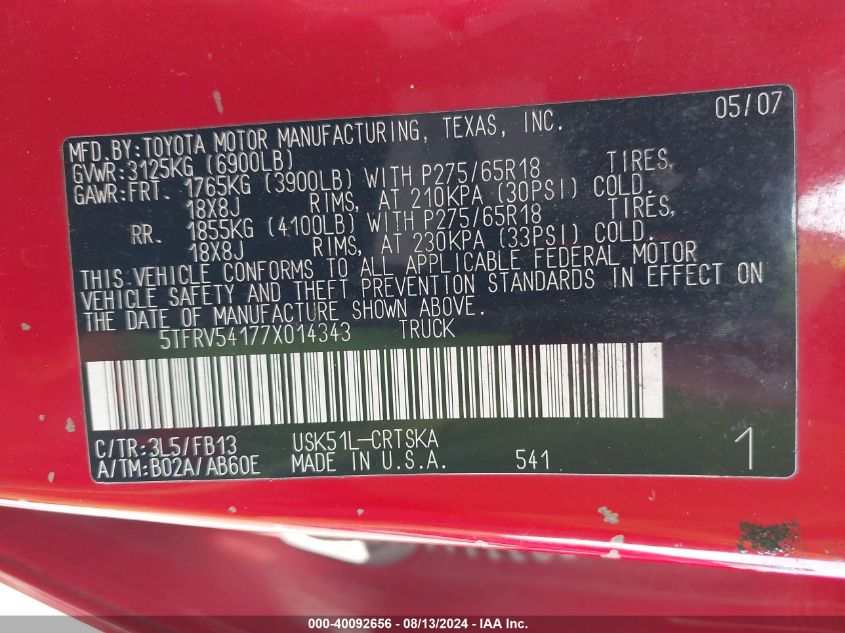 05/07
MFD. BY: TOYOTA MOTOR MANUFACTURING, TEXAS, INC.
GVWR: 3125KG (6900LB)
GAWR: FRT. 1765KG (3900LB) WITH P275/65R18 TIRES,
18X8J RIMS, AT 210KPA (30PSI) COLD.
RR. 1855KG (4100LB) WITH P275/65R18 TIRES,
18X8J RIMS, AT 230KPA (33PSI) COLD.
THIS VEHICLE CONFORMS TO ALL APPLICABLE FEDERAL MOTOR
VEHICLE SAFETY AND THEFT PREVENTION STANDARDS IN EFFECT ON
THE DATE OF MANUFACTURE SHOWN ABOVE.
5TFRV54177X014343 TRUCK
C/TR: 3L5/FB13 USK51L-CRTSKA
A/TM: B02A/AB60E MADE IN U.S.A. 541 1
000-40092656 - 08/13/2024 - IAA Inc.